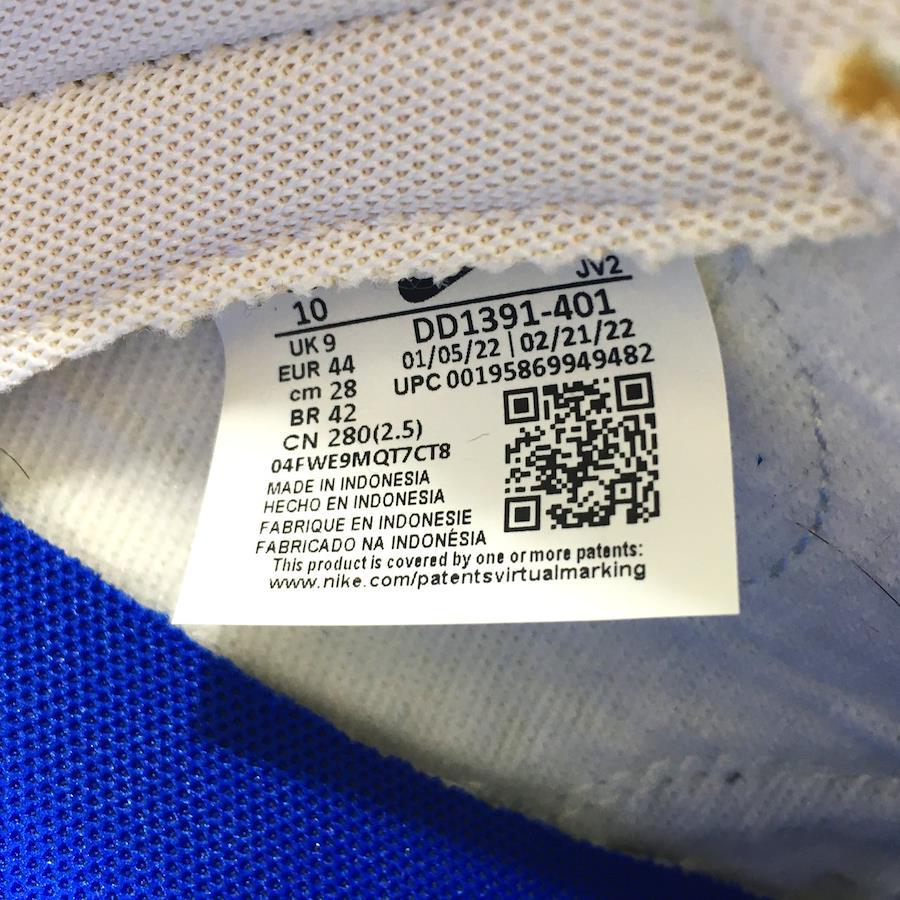 JV2
10
DD1391-401
UK 9
01/05/22 | 02/21/22
EUR 44
UPC 00195869949482
cm 28
BR 42
CN 280(2.5)
04FWE9MQT7CT8
MADE IN INDONESIA
HECHO EN INDONESIA
FABRIQUE EN INDONESIE
FABRICADO NA INDONÉSIA
This product is covered by one or more patents:
www.nike.com/patentsvirtualmarking